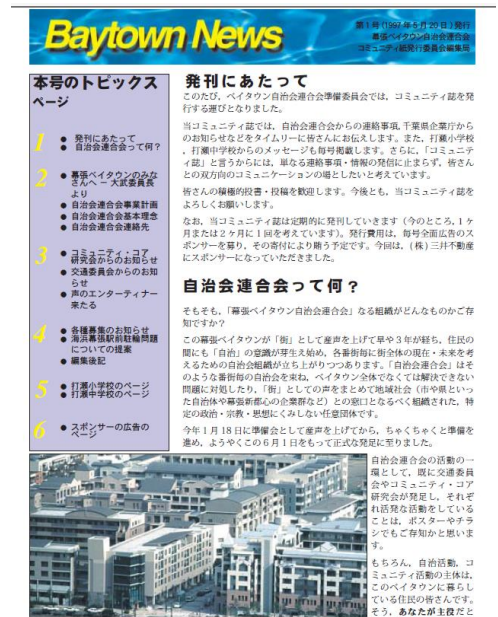 Baytown News
第1号(1997年5月20日)発行
幕張ベイタウン自治会連合会
コミュニティ紙発行委員会編集局
本号のトピックス
ページ
1
● 発刊にあたって
● 自治会連合会って何?
2
● 幕張ベイタウンのみな
さんへ − 大武委員長
より
● 自治会連合会事業計画
● 自治会連合会基本理念
● 自治会連合会連絡先
3
● コミュニティ・コア
研究会からのお知らせ
● 交通委員会からのお知
らせ
● 声のエンターティナー
来たる
4
● 各種募集のお知らせ
● 海浜幕張駅前駐輪問題
についての提案
● 編集後記
5
● 打瀬小学校のページ
● 打瀬中学校のページ
6
● スポンサーの広告の
ページ
発刊にあたって
このたび、ベイタウン自治会連合会準備委員会では、コミュニティ誌を発
行する運びとなりました。
当コミュニティ誌では、自治会連合会からの連絡事項、千葉県企業庁から
のお知らせなどをタイムリーに皆さんにお伝えします。また、打瀬小学校
、打瀬中学校からのメッセージも毎号掲載します。さらに、「コミュニテ
ィ誌」と言うからには、単なる連絡事項・情報の発信に止まらず、皆さん
との双方向のコミュニケーションの場としたいと考えています。
皆さんの積極的投書・投稿を歓迎します。今後とも、当コミュニティ誌を
よろしくお願いします。
なお、当コミュニティ誌は定期的に発刊していきます(今のところ、1ヶ
月または2ヶ月に1回を考えています)。発行費用は、毎号全面広告のス
ポンサーを募り、その寄付により賄う予定です。今回は、(株)三井不動産
にスポンサーになっていただきました。
自治会連合会って何?
そもそも、「幕張ベイタウン自治会連合会」なる組織がどんなものかご存
知ですか?
この幕張ベイタウンが「街」として産声を上げて早や3年が経ち、住民の
間にも「自治」の意識が芽生え始め、各番街毎に街全体の現在・未来を考
えるための自治会組織が立ち上がりつつあります。「自治会連合会」はそ
のような番街毎の自治会を束ね、ベイタウン全体でなくては解決できない
問題に対処したり、「街」としての声をまとめて地域社会(市や県といっ
た自治体や幕張新都心の企業群など)との窓口となるべく組織された、特
定の政治・宗教・思想にくみしない任意団体です。
今年1月18日に準備会として産声を上げてから、ちゃくちゃくと準備を
進め、ようやくこの6月1日をもって正式な発足に至りました。
自治会連合会の活動の一
環として、既に交通委員
会やコミュニティ・コア
研究会が発足し、それぞ
れ活発な活動をしている
ことは、ポスターやチラ
シでもご存知かと思いま
す。
もちろん、自治活動、コ
ミュニティ活動の主体は、
このベイタウンに暮らし
ている住民の皆さんです。
そう、あなたが主役だと